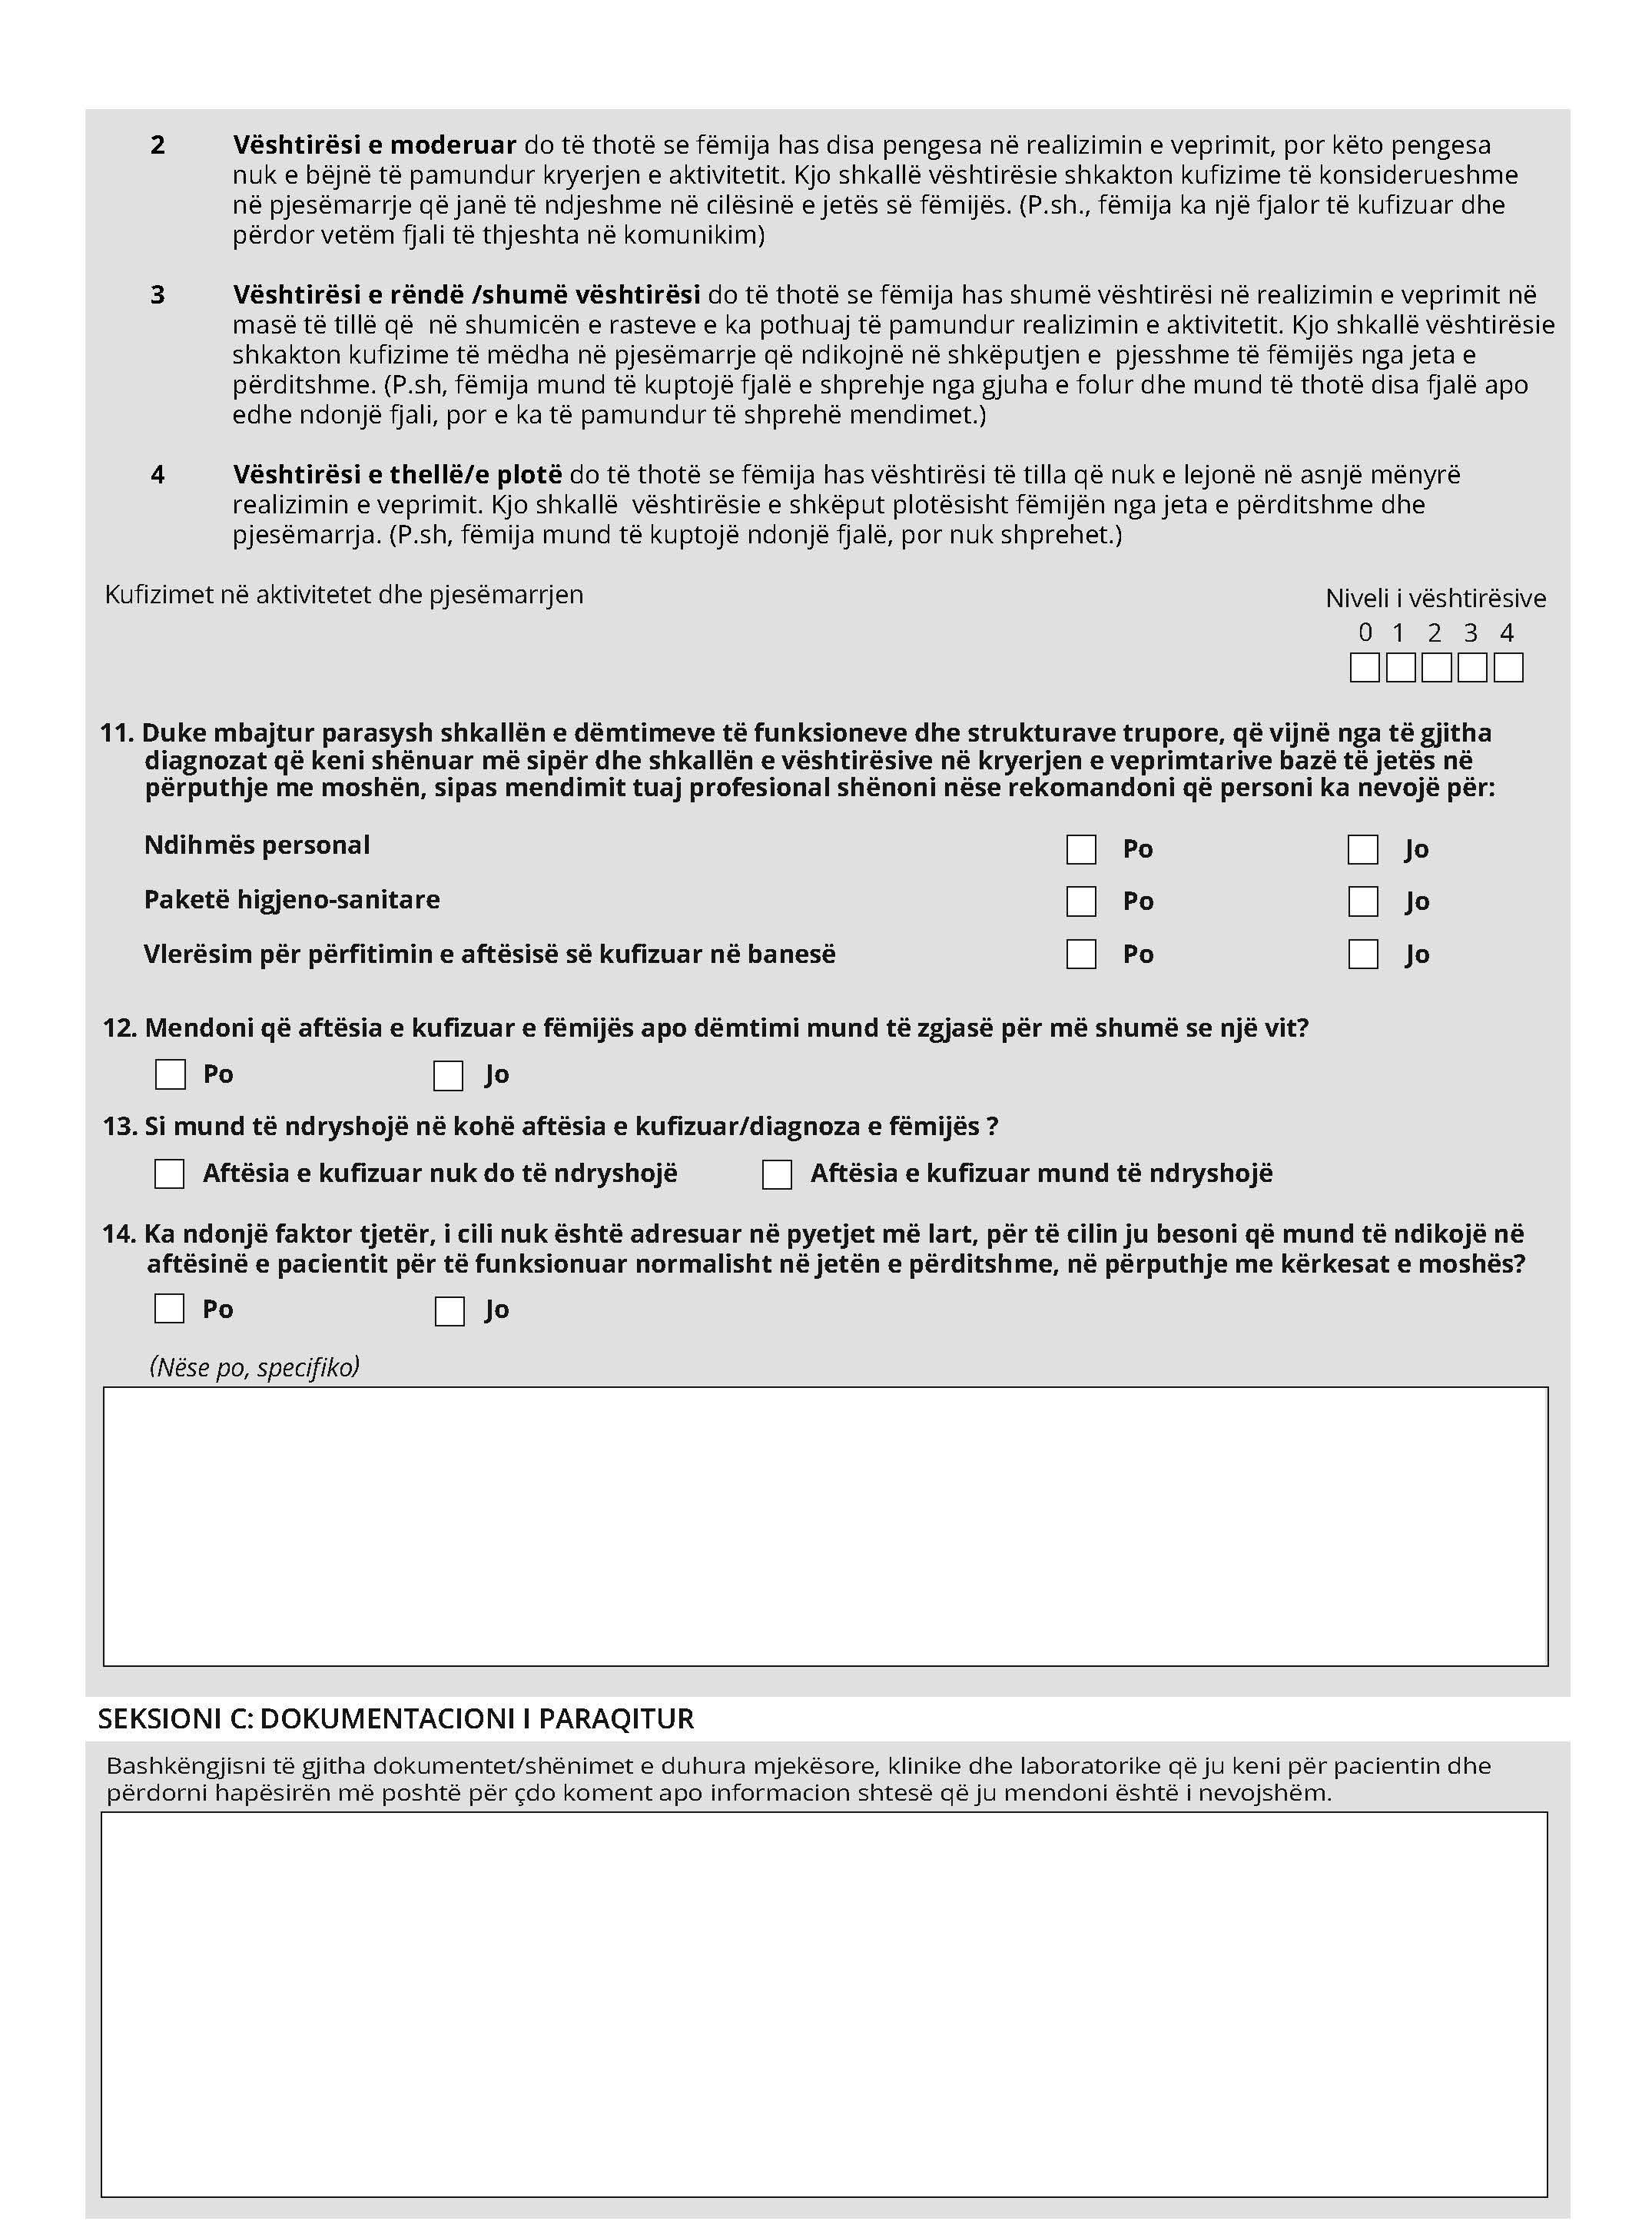 2 Vështirësi e moderuar do të thotë se fëmija has disa pengesa në realizimin e veprimit, por këto pengesa
nuk e bëjnë të pamundur kryerjen e aktivitetit. Kjo shkallë vështirësie shkakton kufizime të konsiderueshme
në pjesëmarrje që janë të ndjeshme në cilësinë e jetës së fëmijës. (P.sh., fëmija ka një fjalor të kufizuar dhe
përdor vetëm fjali të thjeshta në komunikim)
3 Vështirësi e rëndë /shumë vështirësi do të thotë se fëmija has shumë vështirësi në realizimin e veprimit në
masë të tillë që në shumicën e rasteve e ka pothuaj të pamundur realizimin e aktivitetit. Kjo shkallë vështirësie
shkakton kufizime të mëdha në pjesëmarrje që ndikojnë në shkëputjen e pjesshme të fëmijës nga jeta e
përditshme. (P.sh, fëmija mund të kuptojë fjalë e shprehje nga gjuha e folur dhe mund të thotë disa fjalë apo
edhe ndonjë fjali, por e ka të pamundur të shprehë mendimet.)
4 Vështirësi e thellë/e plotë do të thotë se fëmija has vështirësi të tilla që nuk e lejonë në asnjë mënyrë
realizimin e veprimit. Kjo shkallë vështirësie e shkëput plotësisht fëmijën nga jeta e përditshme dhe
pjesëmarrja. (P.sh, fëmija mund të kuptojë ndonjë fjalë, por nuk shprehet.)
Kufizimet në aktivitetet dhe pjesëmarrjen
Niveli i vështirësive
0 1 2 3 4
11. Duke mbajtur parasysh shkallën e dëmtimeve të funksioneve dhe strukturave trupore, që vijnë nga të gjitha
diagnozat që keni shënuar më sipër dhe shkallën e vështirësive në kryerjen e veprimtarive bazë të jetës në
përputhje me moshën, sipas mendimit tuaj profesional shënoni nëse rekomandoni që personi ka nevojë për:
Ndihmës personal Po Jo
Paketë higjeno-sanitare Po Jo
Vlerësim për përfitimin e aftësisë së kufizuar në banesë Po Jo
12. Mendoni që aftësia e kufizuar e fëmijës apo dëmtimi mund të zgjasë për më shumë se një vit?
Po Jo
13. Si mund të ndryshojë në kohë aftësia e kufizuar/diagnoza e fëmijës ?
Aftësia e kufizuar nuk do të ndryshojë Aftësia e kufizuar mund të ndryshojë
14. Ka ndonjë faktor tjetër, i cili nuk është adresuar në pyetjet më lart, për të cilin ju besoni që mund të ndikojë në
aftësinë e pacientit për të funksionuar normalisht në jetën e përditshme, në përputhje me kërkesat e moshës?
Po Jo
(Nëse po, specifiko)
SEKSIONI C: DOKUMENTACIONI I PARAQITUR
Bashkëngjisni të gjitha dokumentet/shënimet e duhura mjekësore, klinike dhe laboratorike që ju keni për pacientin dhe
përdorni hapësirën më poshtë për çdo koment apo informacion shtesë që ju mendoni është i nevojshëm.